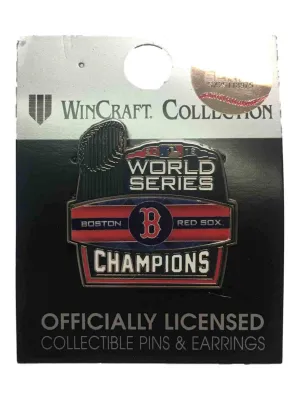 WINCRAFT. COLLECTION
WORLD
SERIES
BOSTON B RED SOX
CHAMPIONS
OFFICIALLY LICENSED
COLLECTIBLE PINS & EARRINGS